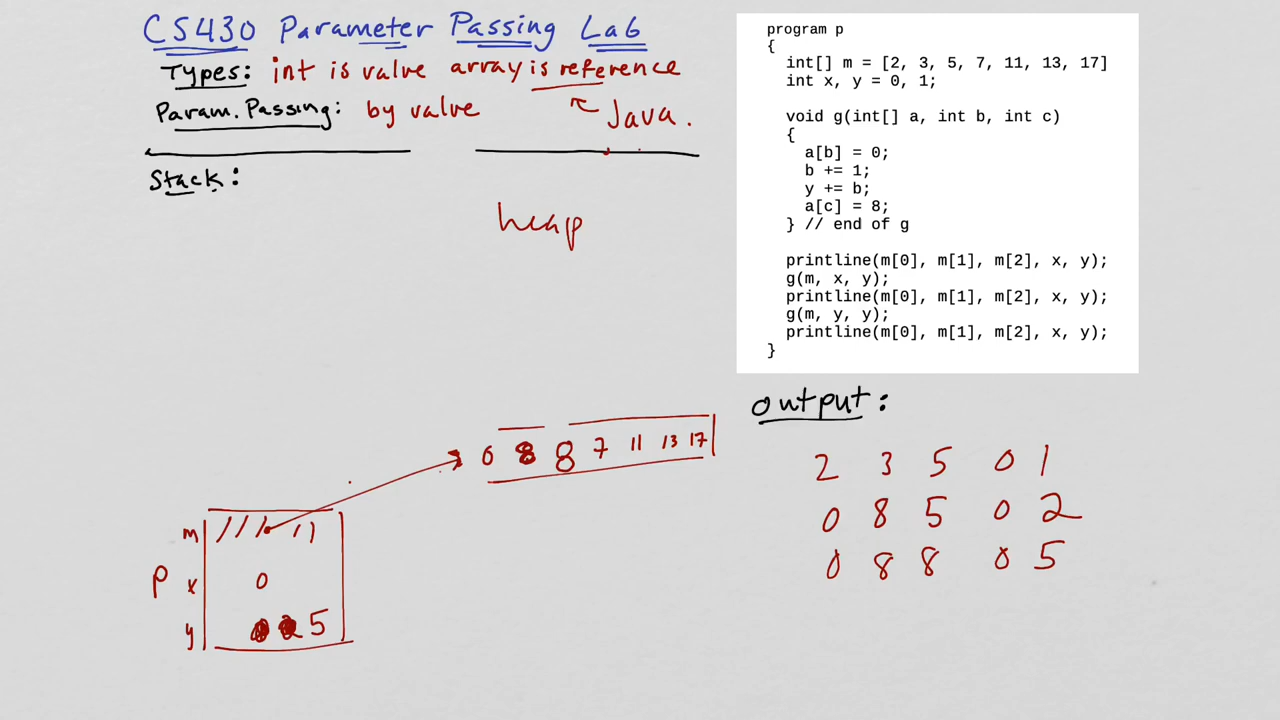 CS430 Parameter Passing Lab
Types: int is value array is reference
Param. Passing: by value
Java.
Stack:
heap
program p
{
int[] m = [2, 3, 5, 7, 11, 13, 17]
int x, y = 0, 1;
void g(int[] a, int b, int c)
{
a[b] = 0;
b += 1;
y += b;
a[c] = 8;
} // end of g
printline(m[0], m[1], m[2], x, y);
g(m, x, y);
printline(m[0], m[1], m[2], x, y);
g(m, y, y);
printline(m[0], m[1], m[2], x, y);
}
output:
2 3 5 0 1
0 8 5 0 2
0 8 8 0 5
0 8 8 7 11 13 17
m
p x 0
y 5